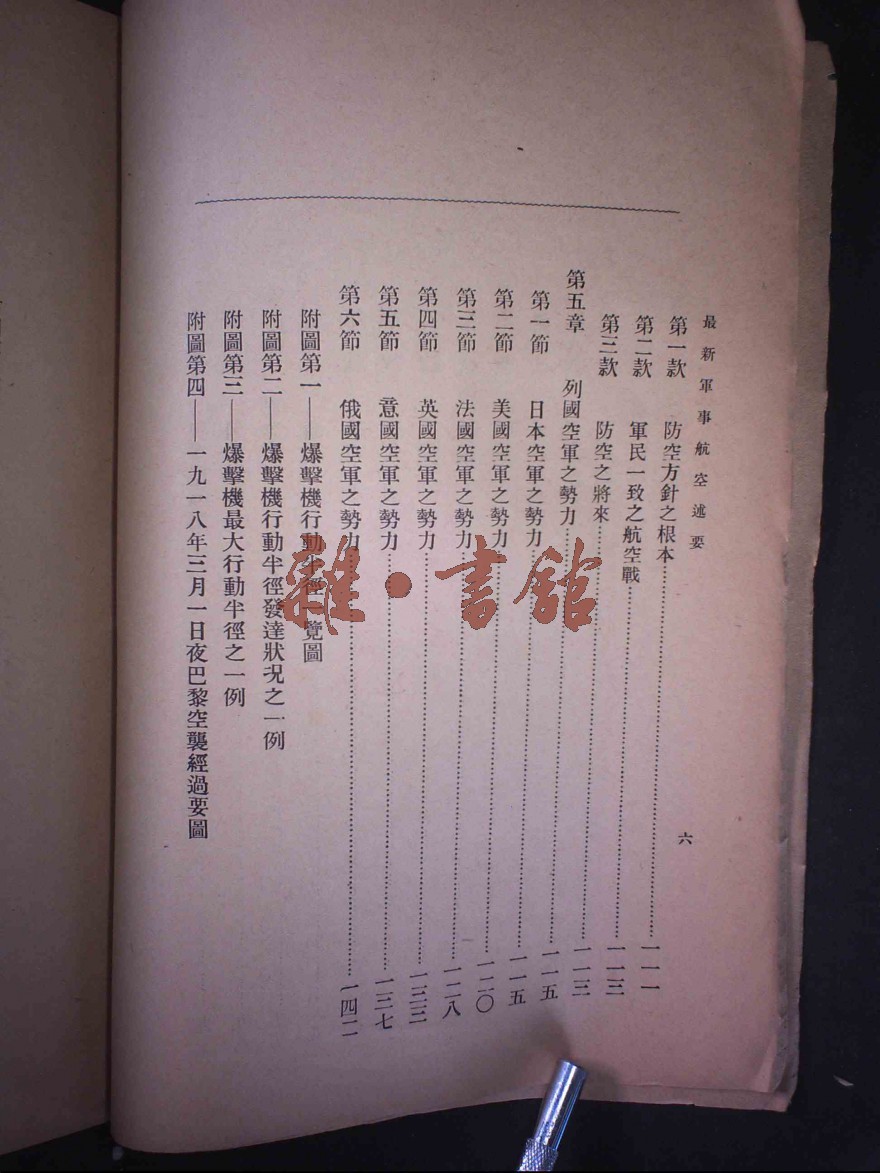 最新軍事航空述要
六
第一款 防空方針之根本……一一一
第二款 軍民一致之航空戰……一一三
第三款 防空之將來……一一三
第五章 列國空軍之勢力……一一五
第一節 日本空軍之勢力……一一五
第二節 美國空軍之勢力……一二〇
第三節 法國空軍之勢力……一二八
第四節 英國空軍之勢力……一三三
第五節 意國空軍之勢力……一三七
第六節 俄國空軍之勢力……一四二
附圖第一——爆擊機行動半徑一覽圖
附圖第二——爆擊機行動半徑發達狀况之一例
附圖第三——爆擊機最大行動半徑之一例
附圖第四——一九一八年三月一日夜巴黎空襲經過要圖
雜·書館